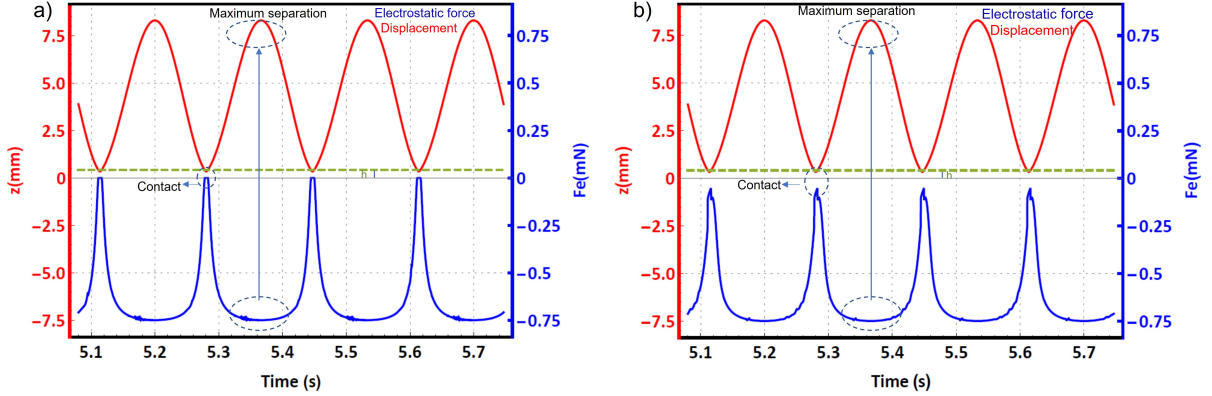 a)
Maximum separation
Electrostatic force
Displacement
7.5
5.0
2.5
0
−2.5
−5.0
−7.5
z(mm)
0.75
0.5
0.25
0
−0.25
−0.5
−0.75
Fe(mN)
h
Contact
5.1 5.2 5.3 5.4 5.5 5.6 5.7
Time (s)
b)
Maximum separation
Electrostatic force
Displacement
7.5
5.0
2.5
0
−2.5
−5.0
−7.5
z(mm)
0.75
0.5
0.25
0
−0.25
−0.5
−0.75
Fe(mN)
h
Contact
5.1 5.2 5.3 5.4 5.5 5.6 5.7
Time (s)